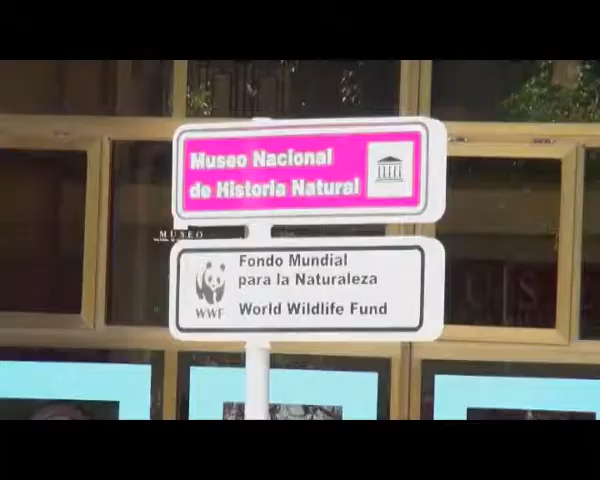 Museo Nacional
de Historia Natural
MUSEO
WWF
Fondo Mundial
para la Naturaleza
World Wildlife Fund